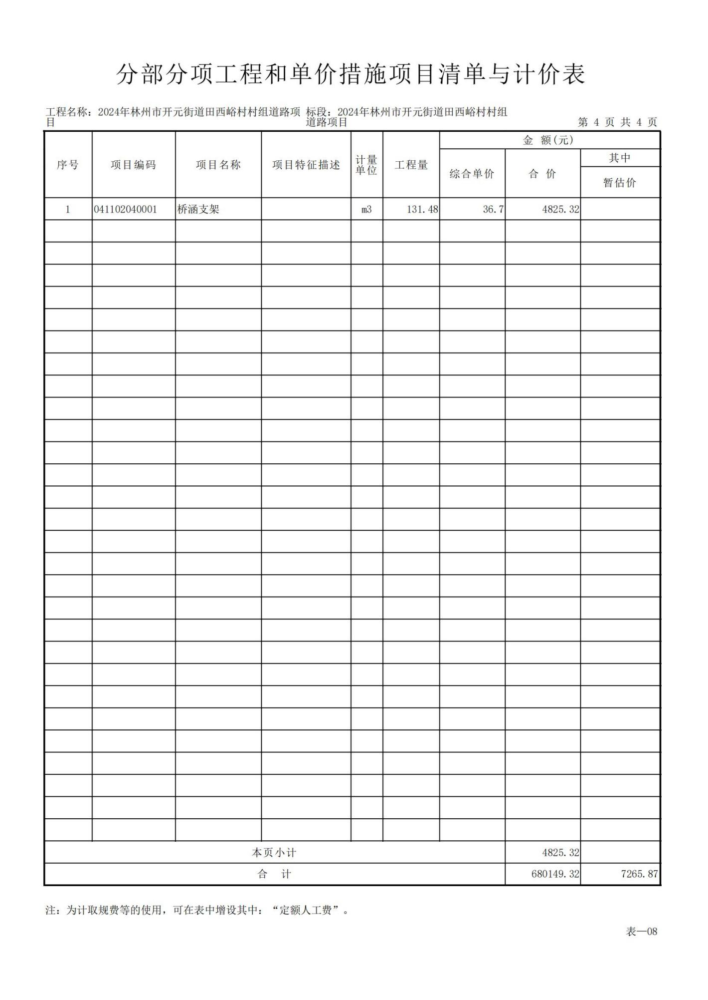 分部分项工程和单价措施项目清单与计价表
工程名称：2024年林州市开元街道田西峪村村组道路项目
标段：2024年林州市开元街道田西峪村村组道路项目
第 4 页 共 4 页
序号 项目编码 项目名称 项目特征描述 计量单位 工程量 金 额(元)
综合单价 合 价 其中
暂估价
1 041102040001 桥涵支架 m3 131.48 36.7 4825.32
本页小计 4825.32
合 计 680149.32 7265.87
注：为计取规费等的使用，可在表中增设其中：“定额人工费”。
表—08